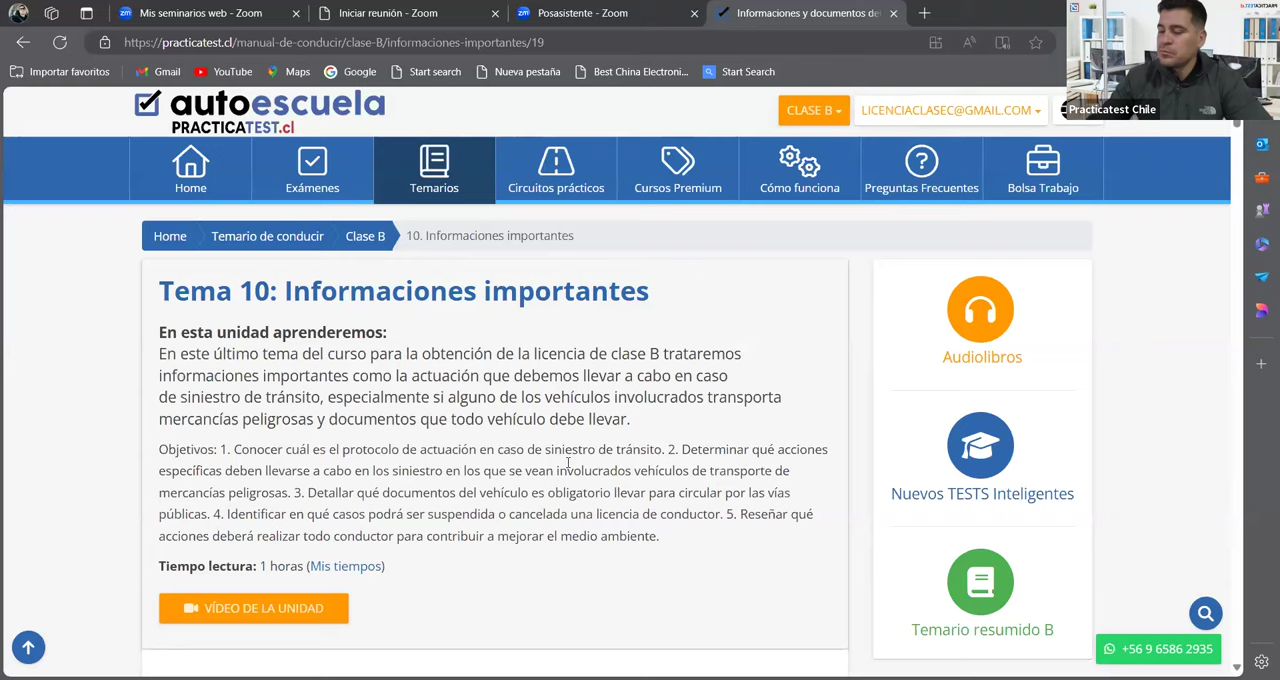 Mis seminarios web - Zoom
Iniciar reunión - Zoom
Posasistente - Zoom
Informaciones y documentos de
https://practicatest.cl/manual-de-conducir/clase-B/informaciones-importantes/19
Importar favoritos
Gmail
YouTube
Maps
Google
Start search
Nueva pestaña
Best China Electroni...
Start Search
Practicatest Chile
autoescuela
PRACTICATEST.cl
CLASE B
LICENCIACLASEC@GMAIL.COM
Home
Exámenes
Temarios
Circuitos prácticos
Cursos Premium
Cómo funciona
Preguntas Frecuentes
Bolsa Trabajo
Home
Temario de conducir
Clase B
10. Informaciones importantes
Tema 10: Informaciones importantes
En esta unidad aprenderemos:
En este último tema del curso para la obtención de la licencia de clase B trataremos
informaciones importantes como la actuación que debemos llevar a cabo en caso
de siniestro de tránsito, especialmente si alguno de los vehículos involucrados transporta
mercancías peligrosas y documentos que todo vehículo debe llevar.
Objetivos: 1. Conocer cuál es el protocolo de actuación en caso de siniestro de tránsito. 2. Determinar qué acciones
específicas deben llevarse a cabo en los siniestro en los que se vean involucrados vehículos de transporte de
mercancías peligrosas. 3. Detallar qué documentos del vehículo es obligatorio llevar para circular por las vías
públicas. 4. Identificar en qué casos podrá ser suspendida o cancelada una licencia de conductor. 5. Reseñar qué
acciones deberá realizar todo conductor para contribuir a mejorar el medio ambiente.
Tiempo lectura: 1 horas (Mis tiempos)
VÍDEO DE LA UNIDAD
Audiolibros
Nuevos TESTS Inteligentes
Temario resumido B
+56 9 6586 2935